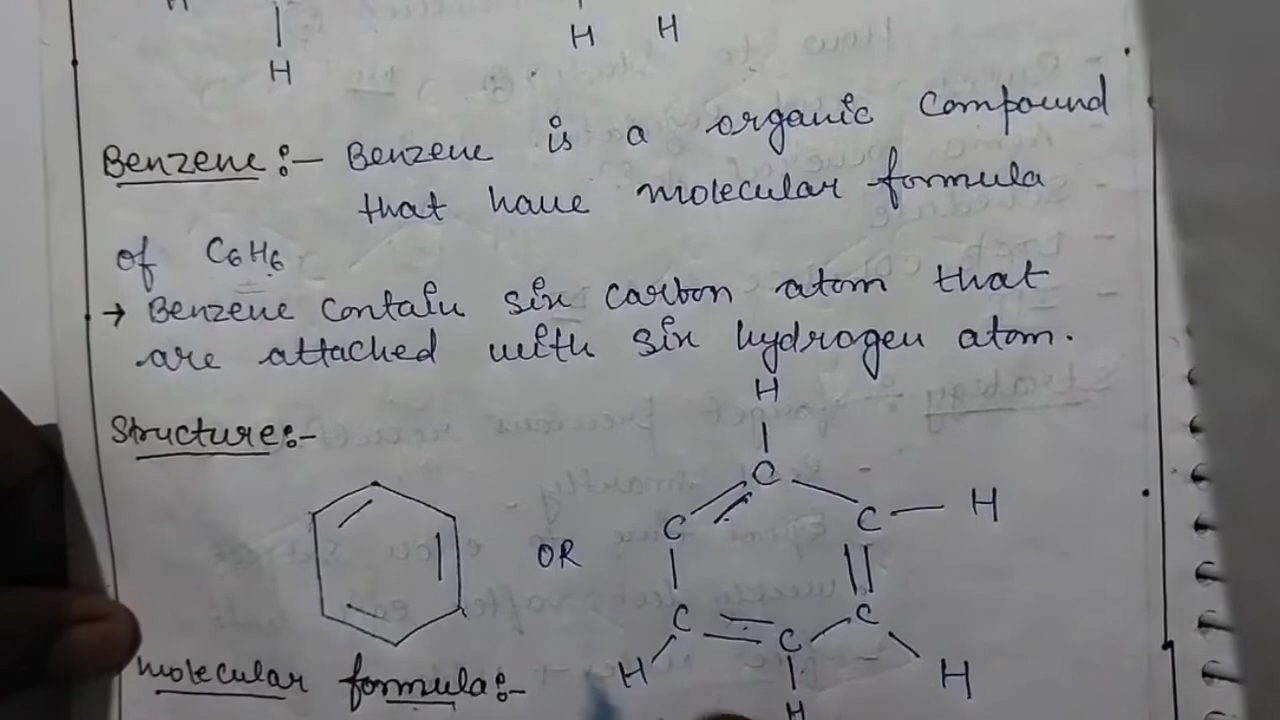 H
H H
H
Benzene :- Benzene is a organic compound
that have molecular formula
of C6H6
→ Benzene contain six carbon atom that
are attached with six hydrogen atom.
Structure:-
H
C
C C - H
OR
C C
C
H H
H
molecular formula:-